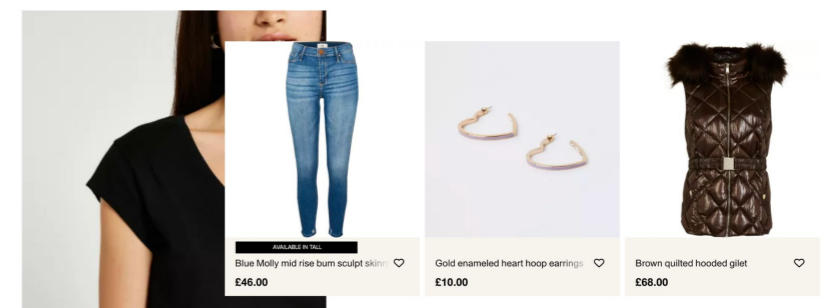 AVAILABLE IN TALL
Blue Molly mid rise bum sculpt skinn
£46.00
Gold enameled heart hoop earrings
£10.00
Brown quilted hooded gilet
£68.00